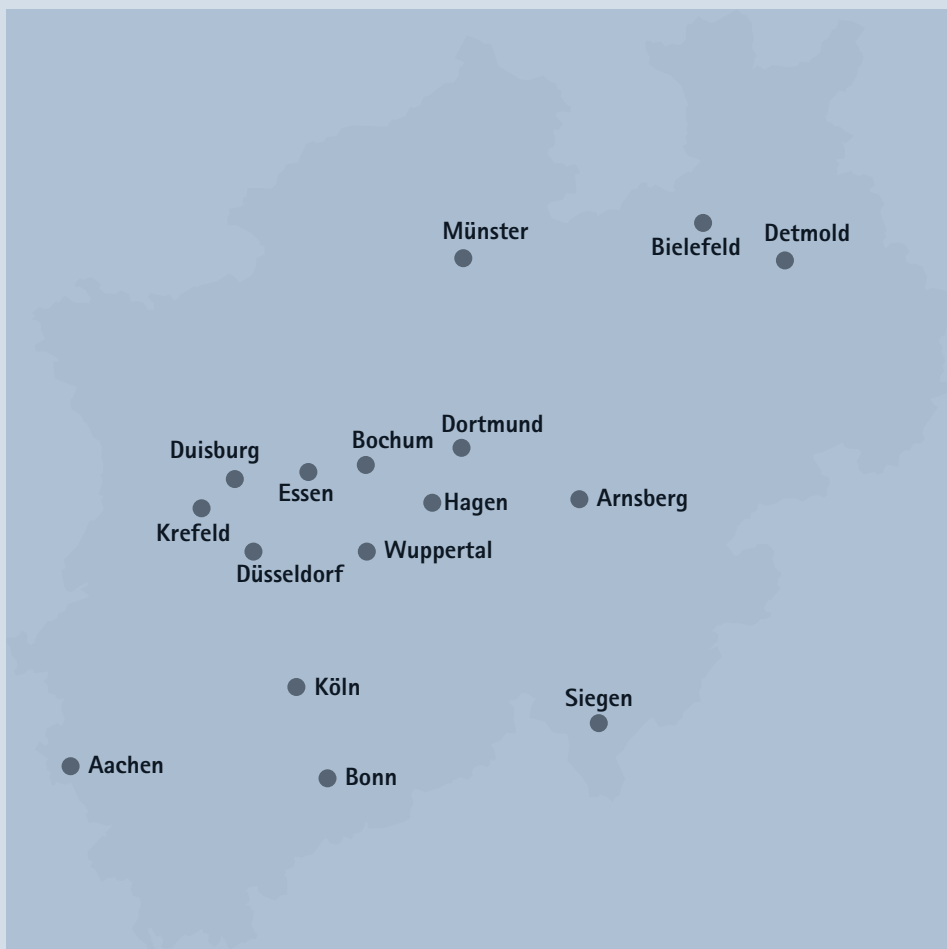 Münster
Bielefeld
Detmold
Dortmund
Bochum
Duisburg
Essen
Hagen
Arnsberg
Krefeld
Wuppertal
Düsseldorf
Köln
Siegen
Aachen
Bonn